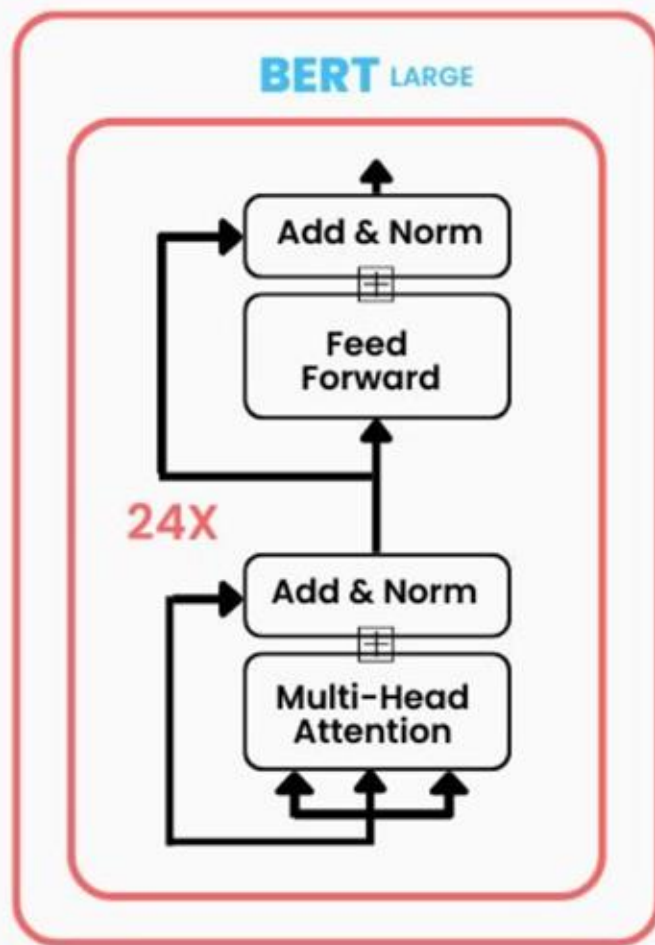 BERT LARGE
Add & Norm
Feed
Forward
24X
Add & Norm
Multi-Head
Attention